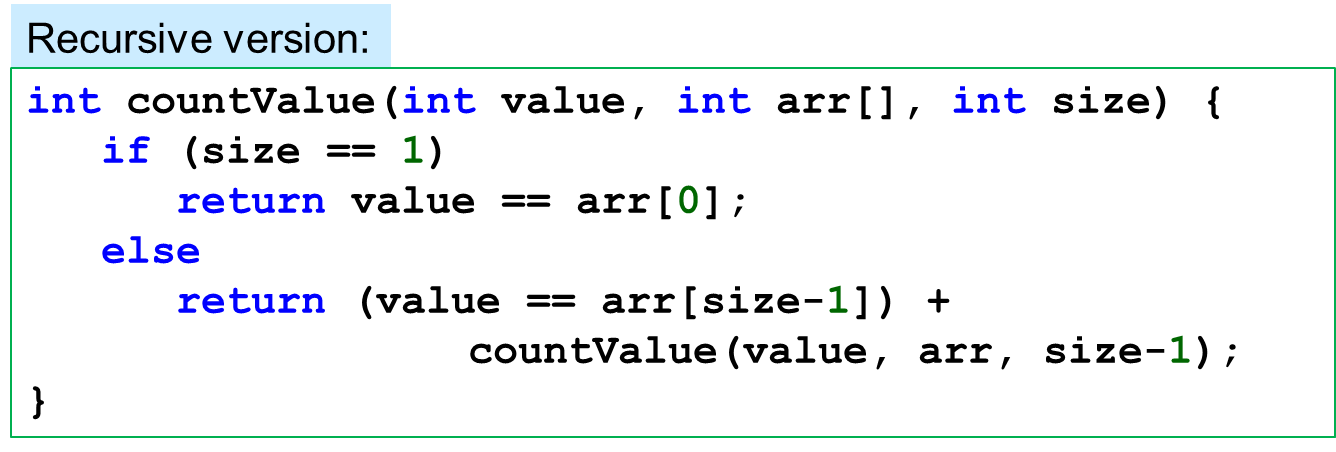 Recursive version:
int countValue(int value, int arr[], int size) {
if (size == 1)
return value == arr[0];
else
return (value == arr[size-1]) +
countValue(value, arr, size-1);
}